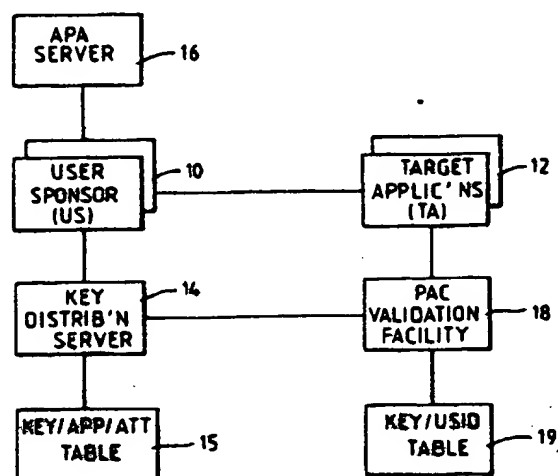 APA
SERVER
16
USER
SPONSOR
(US)
10
TARGET
APPLIC'NS
(TA)
12
KEY
DISTRIB'N
SERVER
14
PAC
VALIDATION
FACILITY
18
KEY/APP/ATT
TABLE
15
KEY/USID
TABLE
19